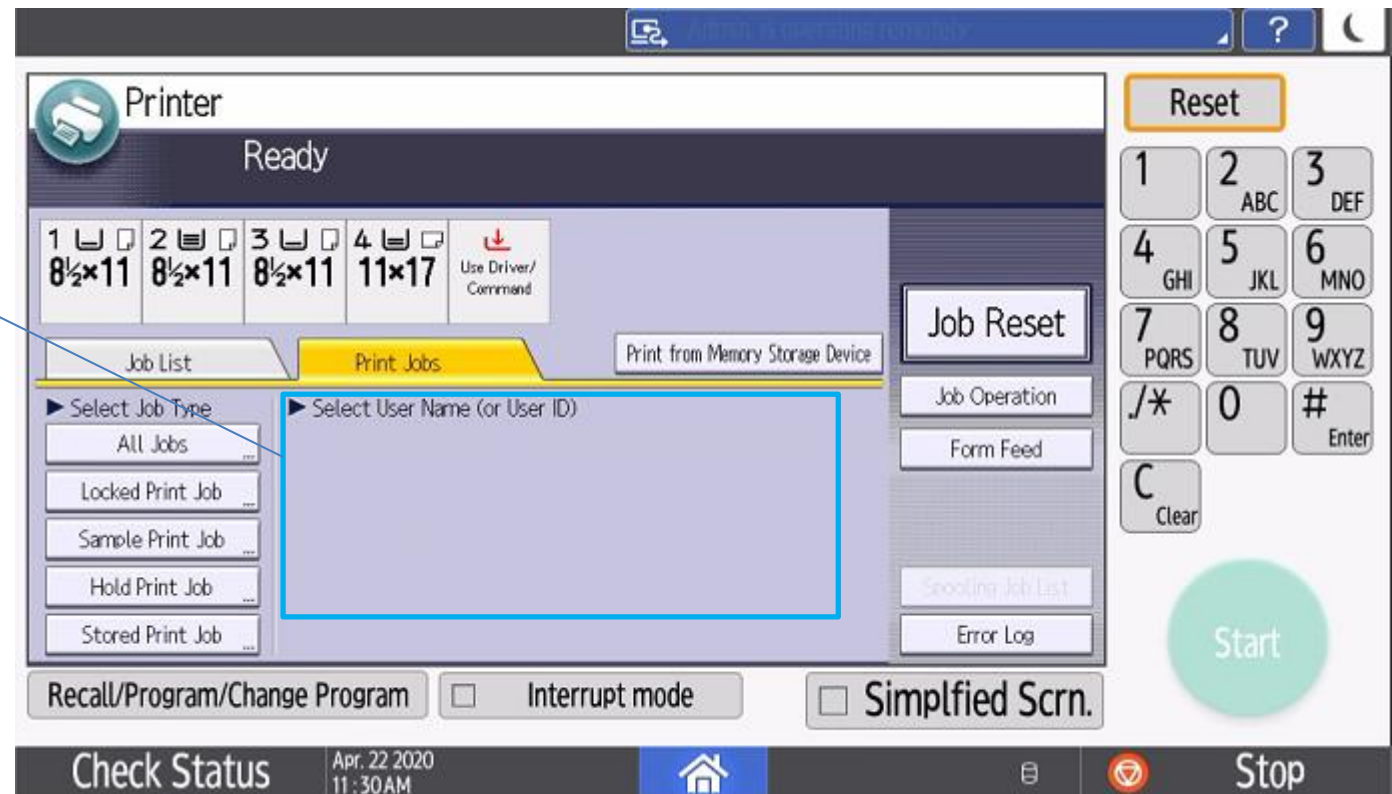 Admin is operating remotely.
?
Printer
Reset
Ready
1 2 ABC 3 DEF
1 2 3 4
8½×11 8½×11 8½×11 11×17 Use Driver/
Command
4 GHI 5 JKL 6 MNO
Job Reset
7 PQRS 8 TUV 9 WXYZ
Job List Print Jobs Print from Memory Storage Device
Select Job Type Select User Name (or User ID) Job Operation
./* 0 # Enter
All Jobs Form Feed
Locked Print Job
C Clear
Sample Print Job
Hold Print Job Spooling Job List
Stored Print Job Error Log
Start
Recall/Program/Change Program Interrupt mode Simplfied Scrn.
Check Status Apr. 22 2020
11:30AM
Stop